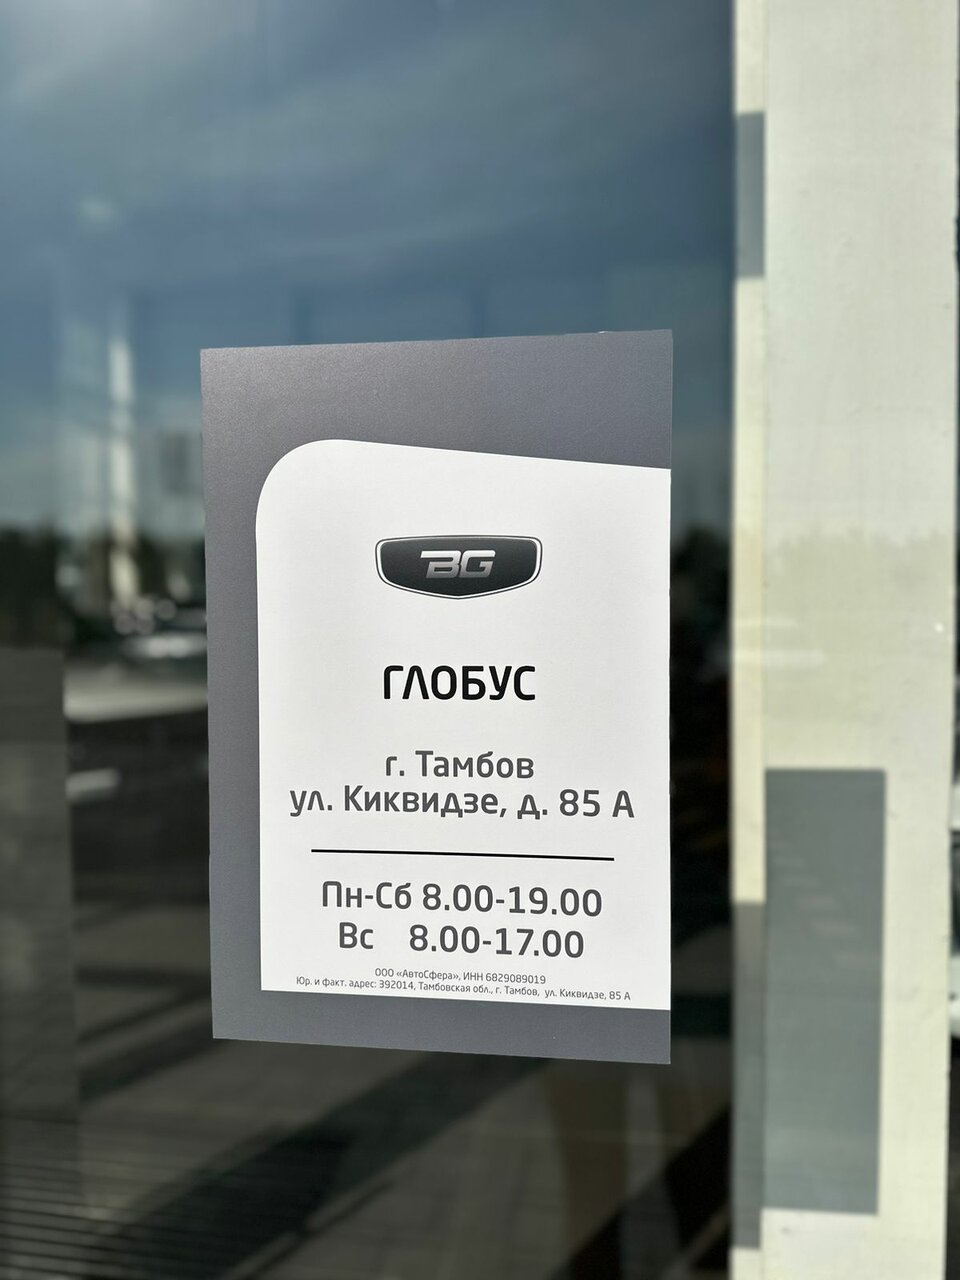 BG
ГЛОБУС
г. Тамбов
ул. Киквидзе, д. 85 А
Пн-Сб 8.00-19.00
Вс 8.00-17.00
ООО «АвтоСфера», ИНН 6829089019
Юр. и факт. адрес: 392014, Тамбовская обл., г. Тамбов, ул. Киквидзе, 85 А